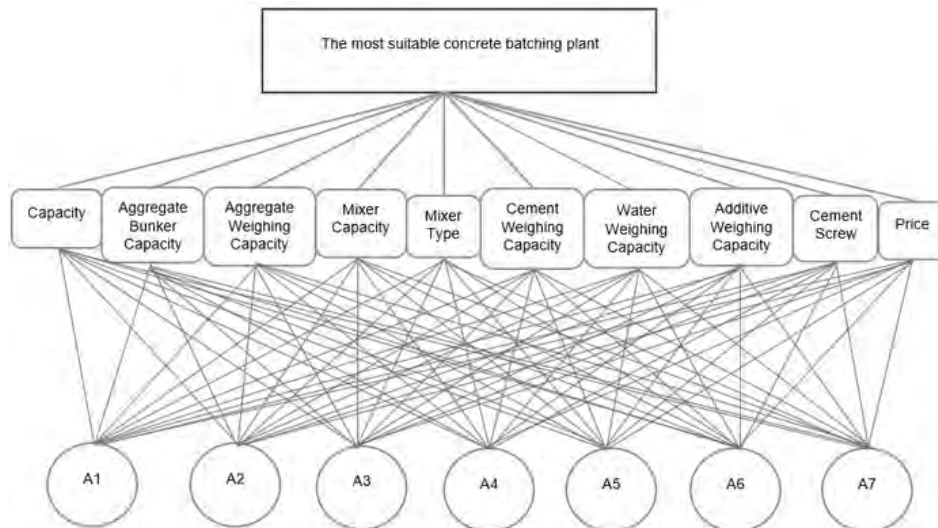 The most suitable concrete batching plant
Capacity
Aggregate
Bunker
Capacity
Aggregate
Weighing
Capacity
Mixer
Capacity
Mixer
Type
Cement
Weighing
Capacity
Water
Weighing
Capacity
Additive
Weighing
Capacity
Cement
Screw
Price
A1
A2
A3
A4
A5
A6
A7